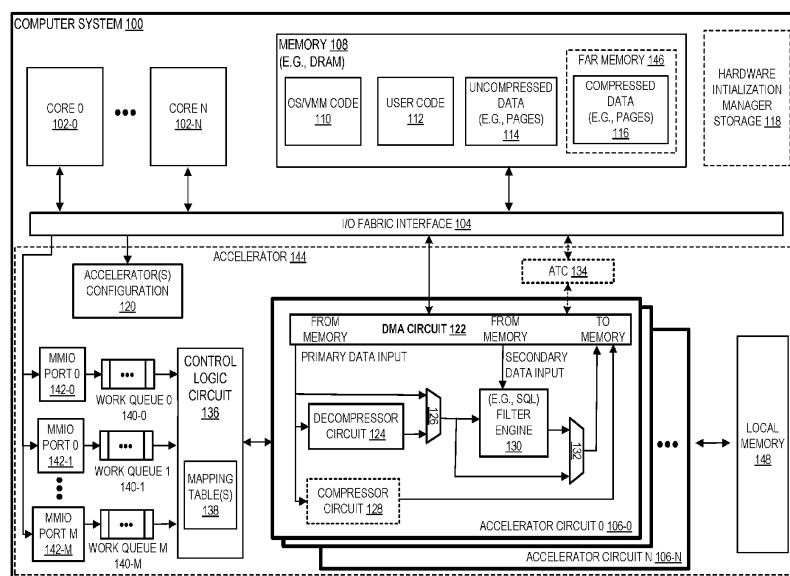 COMPUTER SYSTEM 100
CORE 0
102-0
CORE N
102-N
MEMORY 108
(E.G., DRAM)
OS/VMM CODE
110
USER CODE
112
UNCOMPRESSED
DATA
(E.G., PAGES)
114
FAR MEMORY 146
COMPRESSED
DATA
(E.G., PAGES)
116
HARDWARE
INTIALIZATION
MANAGER
STORAGE 118
I/O FABRIC INTERFACE 104
ACCELERATOR 144
ACCELERATOR(S)
CONFIGURATION
120
ATC 134
MMIO
PORT 0
142-0
WORK QUEUE 0
140-0
MMIO
PORT 0
142-1
WORK QUEUE 1
140-1
MMIO
PORT M
142-M
WORK QUEUE M
140-M
CONTROL
LOGIC
CIRCUIT
136
MAPPING
TABLE(S)
138
FROM
MEMORY
DMA CIRCUIT 122
FROM
MEMORY
TO
MEMORY
PRIMARY DATA INPUT
SECONDARY
DATA INPUT
DECOMPRESSOR
CIRCUIT 124
126
(E.G., SQL)
FILTER
ENGINE
130
132
COMPRESSOR
CIRCUIT 128
ACCELERATOR CIRCUIT 0 106-0
ACCELERATOR CIRCUIT N 106-N
LOCAL
MEMORY
148